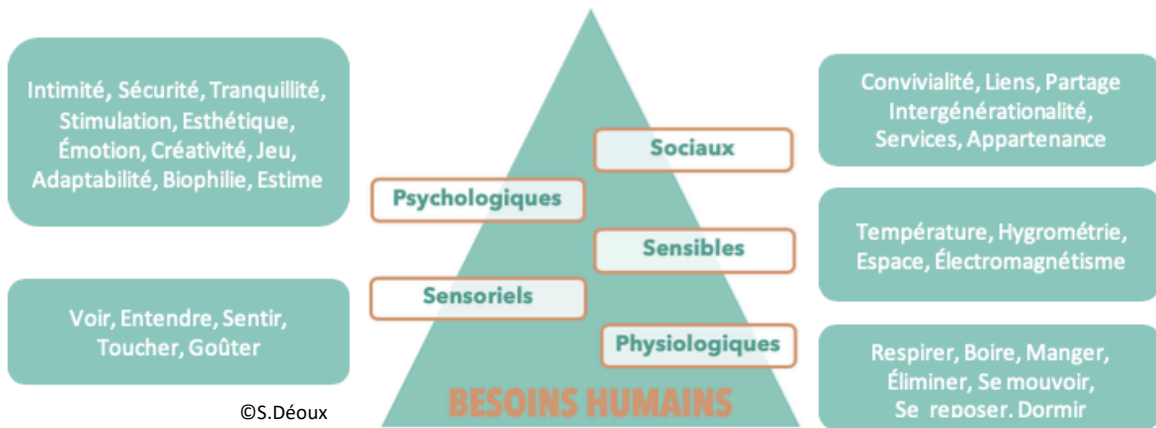 Intimité, Sécurité, Tranquillité,
Stimulation, Esthétique,
Émotion, Créativité, Jeu,
Adaptabilité, Biophilie, Estime
Voir, Entendre, Sentir,
Toucher, Goûter
©S.Déoux
Sociaux
Psychologiques
Sensibles
Sensoriels
Physiologiques
BESOINS HUMAINS
Convivialité, Liens, Partage
Intergénérationalité,
Services, Appartenance
Température, Hygrométrie,
Espace, Électromagnétisme
Respirer, Boire, Manger,
Éliminer, Se mouvoir,
Se reposer, Dormir